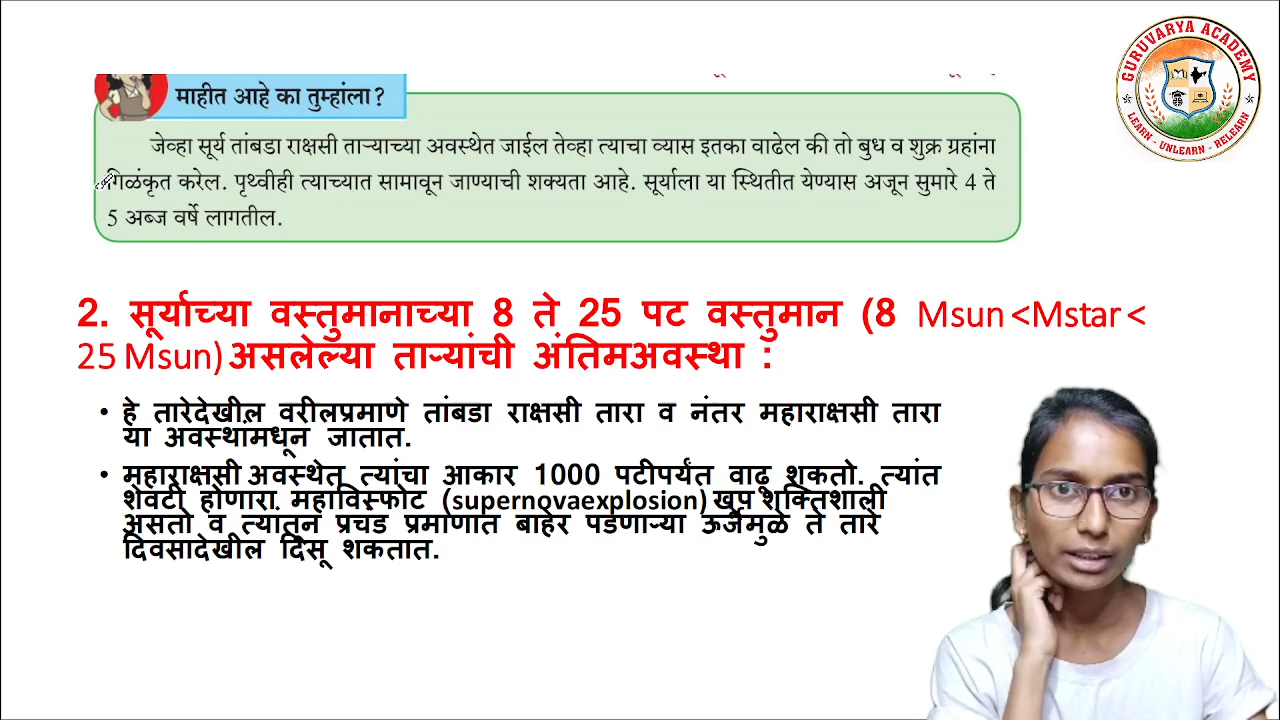 GURUVARYA ACADEMY
LEARN - UNLEARN - RELEARN
माहीत आहे का तुम्हांला?
जेव्हा सूर्य तांबडा राक्षसी ताऱ्याच्या अवस्थेत जाईल तेव्हा त्याचा व्यास इतका वाढेल की तो बुध व शुक्र ग्रहांना
गिळंकृत करेल. पृथ्वीही त्याच्यात सामावून जाण्याची शक्यता आहे. सूर्याला या स्थितीत येण्यास अजून सुमारे 4 ते
5 अब्ज वर्षे लागतील.
2. सूर्याच्या वस्तुमानाच्या 8 ते 25 पट वस्तुमान (8 Msun <Mstar <
25 Msun) असलेल्या ताऱ्यांची अंतिमअवस्था :
• हे तारेदेखील वरीलप्रमाणे तांबडा राक्षसी तारा व नंतर महाराक्षसी तारा
या अवस्थांमधून जातात.
• महाराक्षसी अवस्थेत त्यांचा आकार 1000 पटीपर्यंत वाढू शकतो. त्यांत
शेवटी होणारा महाविस्फोट (supernovaexplosion) खूप शक्तिशाली
असतो व त्यांतून प्रचंड प्रमाणात बाहेर पडणाऱ्या ऊर्जेमुळे ते तारे
दिवसादेखील दिसू शकतात.